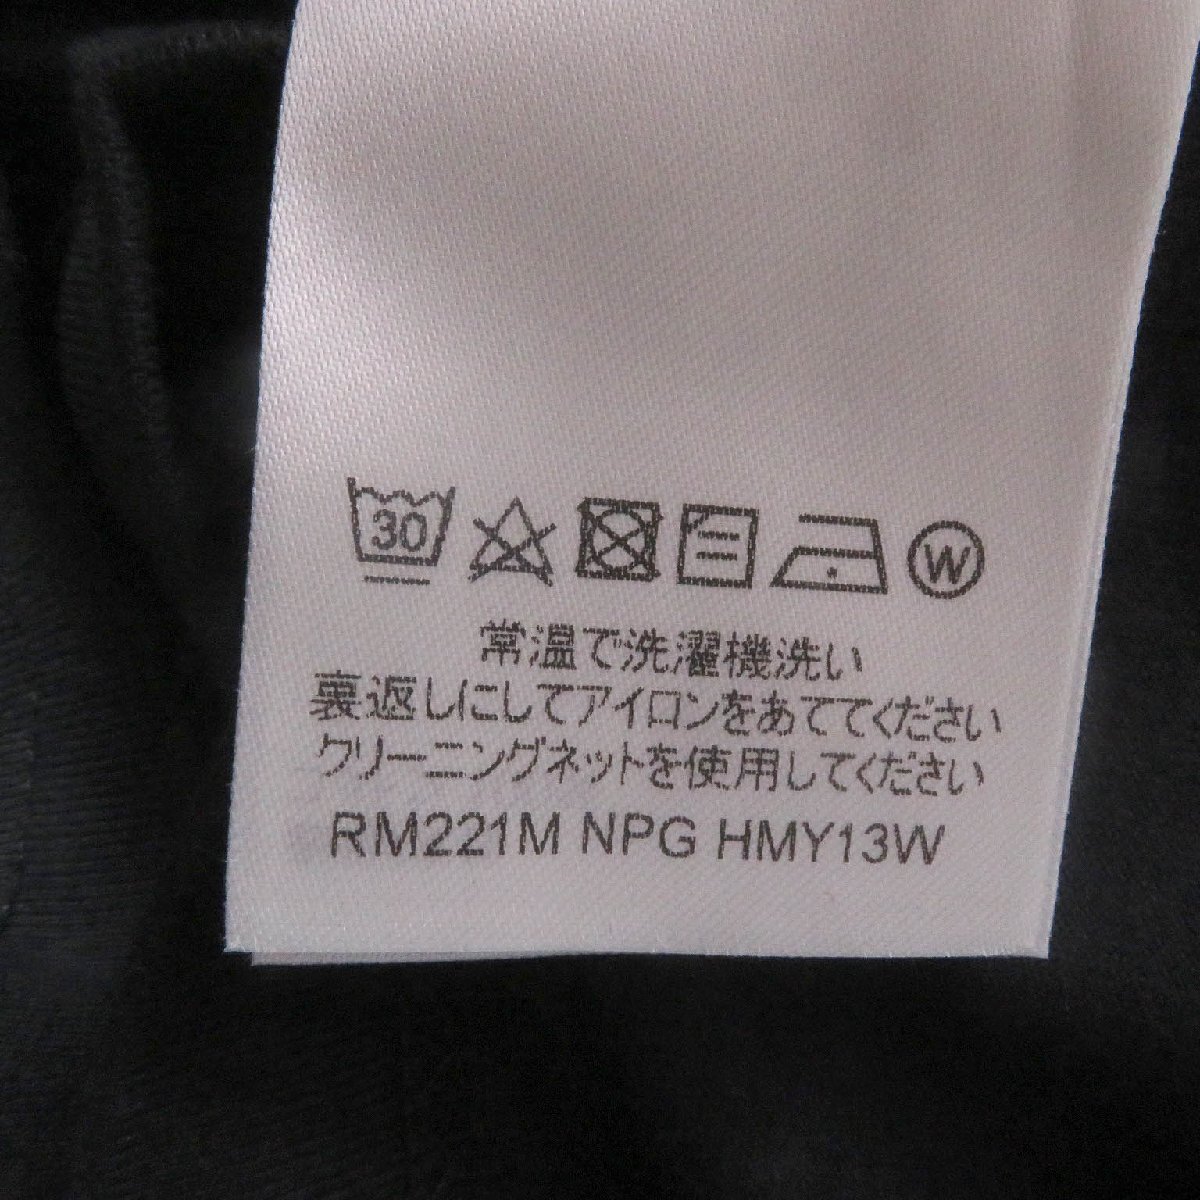 30 W
常温で洗濯機洗い
裏返しにしてアイロンをあててください
クリーニングネットを使用してください
RM221M NPG HMY13W